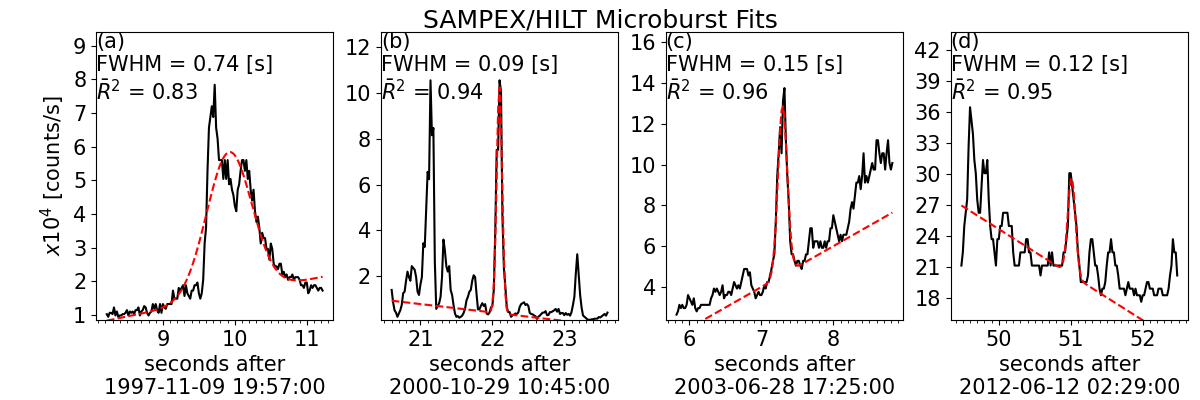 SAMPEX/HILT Microburst Fits
x10⁴ [counts/s]
(a)
FWHM = 0.74 [s]
R̄² = 0.83
9
8
7
6
5
4
3
2
1
9 10 11
seconds after
1997-11-09 19:57:00
(b)
FWHM = 0.09 [s]
R̄² = 0.94
12
10
8
6
4
2
21 22 23
seconds after
2000-10-29 10:45:00
(c)
FWHM = 0.15 [s]
R̄² = 0.96
16
14
12
10
8
6
4
6 7 8
seconds after
2003-06-28 17:25:00
(d)
FWHM = 0.12 [s]
R̄² = 0.95
42
39
36
33
30
27
24
21
18
50 51 52
seconds after
2012-06-12 02:29:00